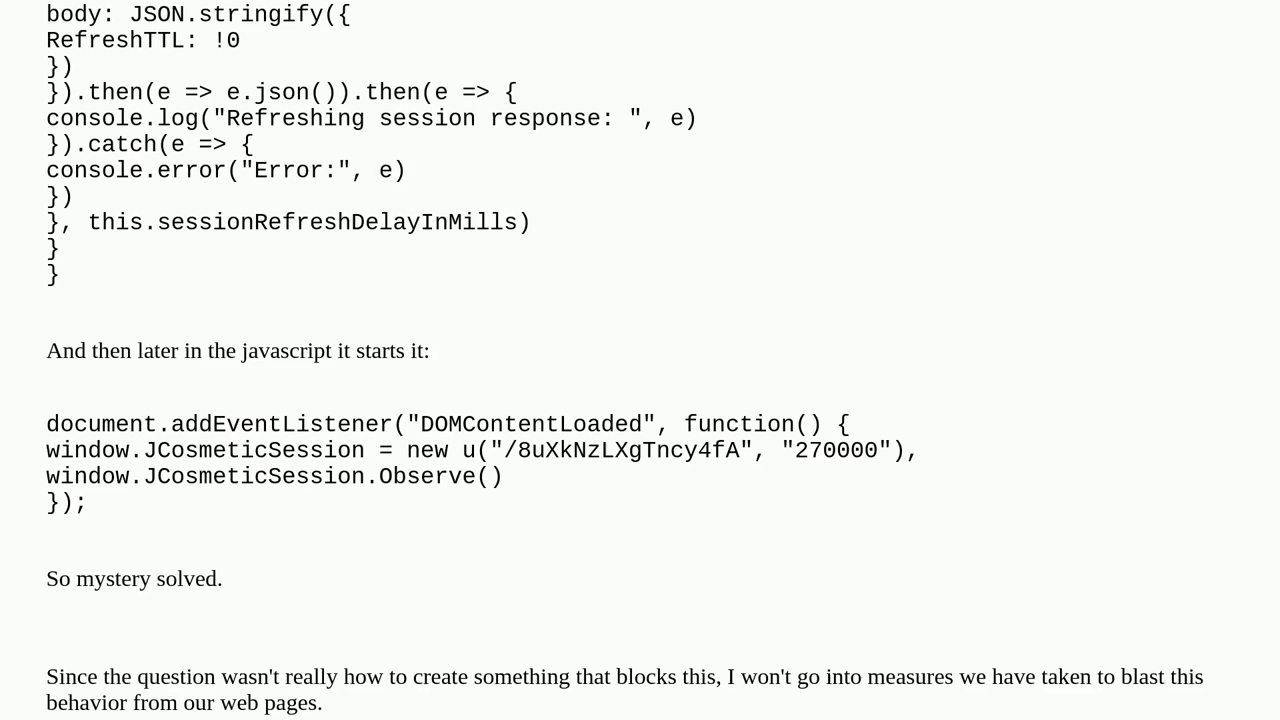 body: JSON.stringify({
RefreshTTL: !0
})
}).then(e => e.json()).then(e => {
console.log("Refreshing session response: ", e)
}).catch(e => {
console.error("Error:", e)
})
}, this.sessionRefreshDelayInMills)
}
}
And then later in the javascript it starts it:
document.addEventListener("DOMContentLoaded", function() {
window.JCosmeticSession = new u("/8uXkNzLXgTncy4fA", "270000"),
window.JCosmeticSession.Observe()
});
So mystery solved.
Since the question wasn't really how to create something that blocks this, I won't go into measures we have taken to blast this
behavior from our web pages.